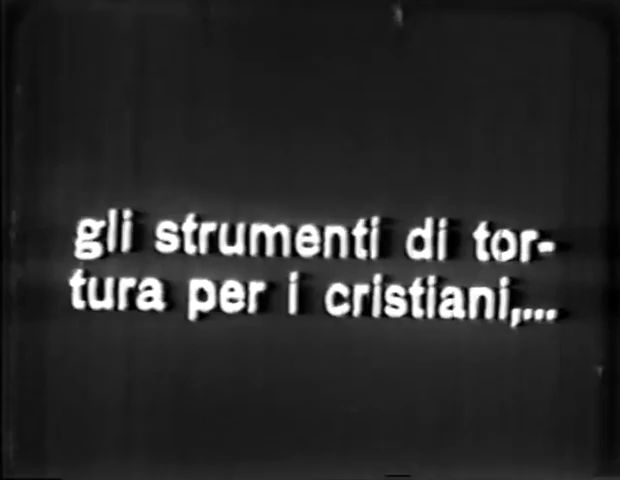 gli strumenti di tor-
tura per i cristiani,...